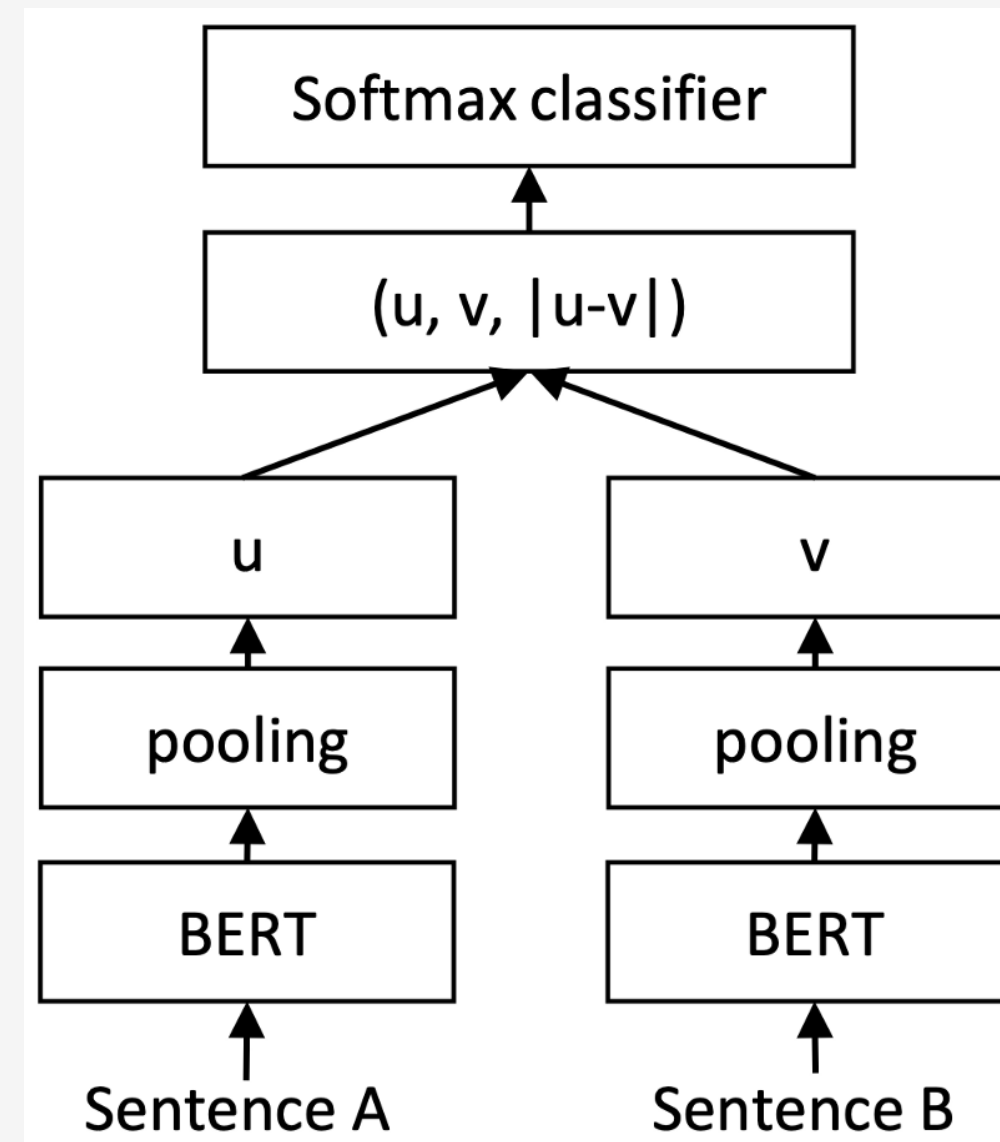 Softmax classifier
(u, v, |u-v|)
u
v
pooling
pooling
BERT
BERT
Sentence A
Sentence B